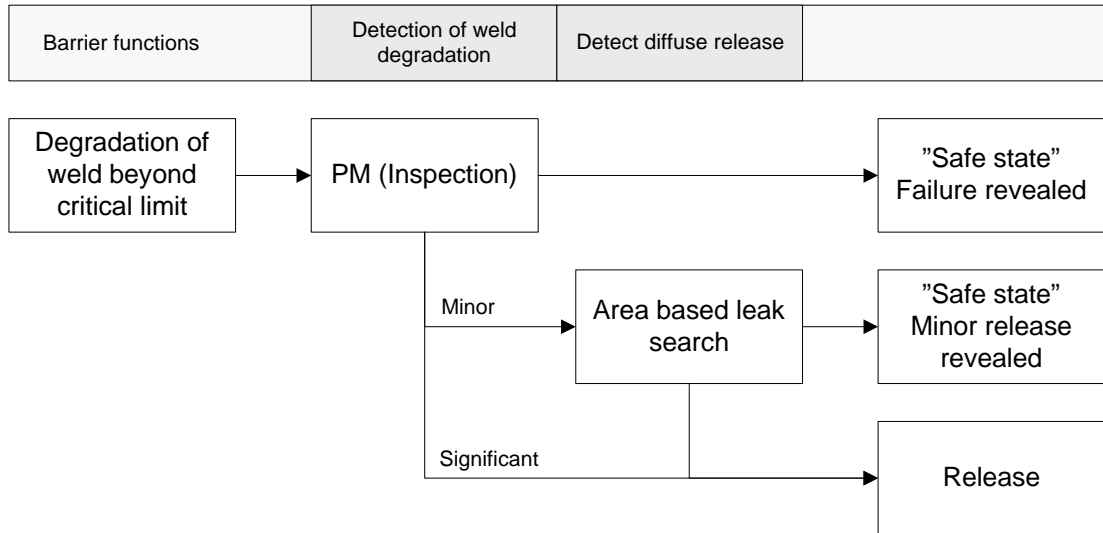 Barrier functions
Detection of weld
degradation
Detect diffuse release
Degradation of
weld beyond
critical limit
PM (Inspection)
”Safe state”
Failure revealed
Minor
Area based leak
search
”Safe state”
Minor release
revealed
Significant
Release